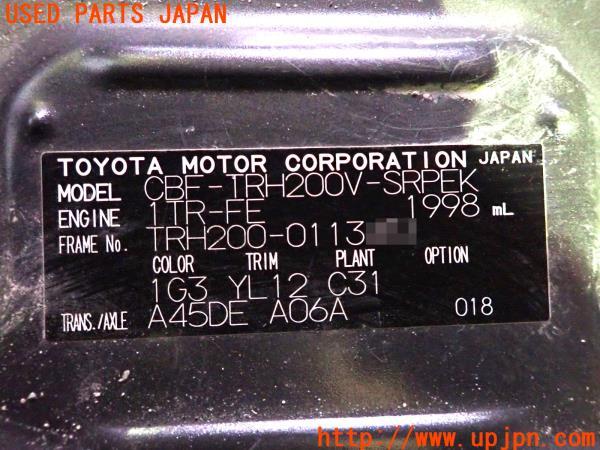 USED PARTS JAPAN
TOYOTA MOTOR CORPORATION JAPAN
MODEL CBF-TRH200V-SRPEK
ENGINE 1TR-FE 1998 mL
FRAME No. TRH200-0113
COLOR TRIM PLANT OPTION
1G3 YL12 C31
TRANS./AXLE A45DE A06A 018
http://www.upjpn.com/